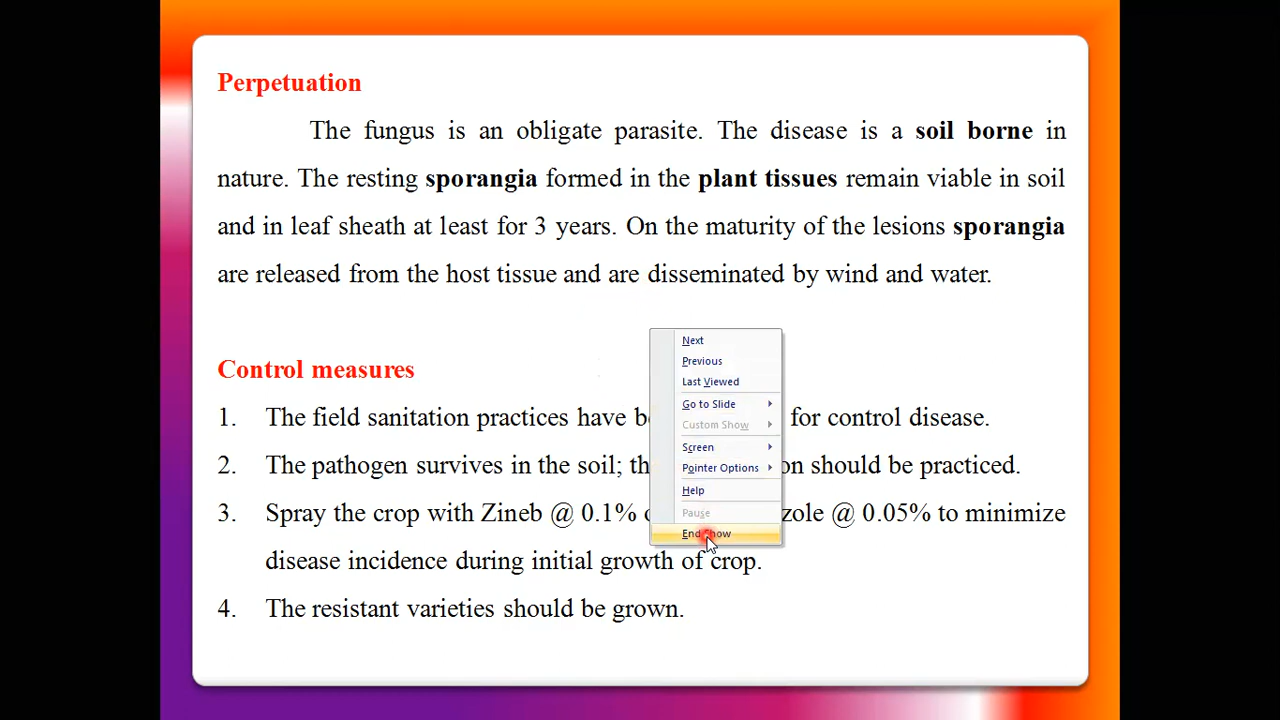 Perpetuation
The fungus is an obligate parasite. The disease is a soil borne in
nature. The resting sporangia formed in the plant tissues remain viable in soil
and in leaf sheath at least for 3 years. On the maturity of the lesions sporangia
are released from the host tissue and are disseminated by wind and water.
Control measures
1. The field sanitation practices have for control disease.
2. The pathogen survives in the soil; should be practiced.
3. Spray the crop with Zineb @ 0.1% @ 0.05% to minimize
disease incidence during initial growth of crop.
4. The resistant varieties should be grown.
Next
Previous
Last Viewed
Go to Slide
Custom Show
Screen
Pointer Options
Help
Pause
End Show